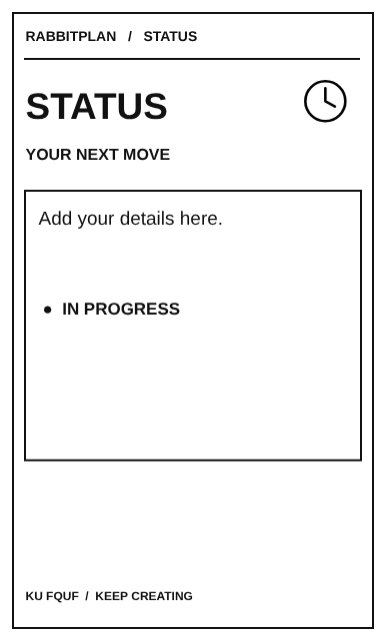 RABBITPLAN / STATUS
STATUS
YOUR NEXT MOVE
Add your details here.
• IN PROGRESS
KU FQUF / KEEP CREATING